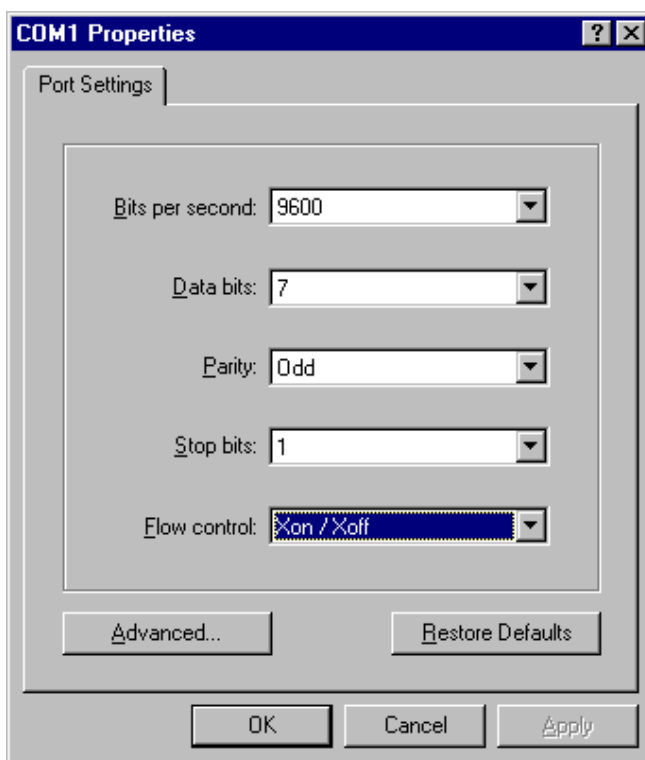 COM1 Properties
Port Settings
Bits per second: 9600
Data bits: 7
Parity: Odd
Stop bits: 1
Flow control: Xon / Xoff
Advanced... Restore Defaults
OK Cancel Apply